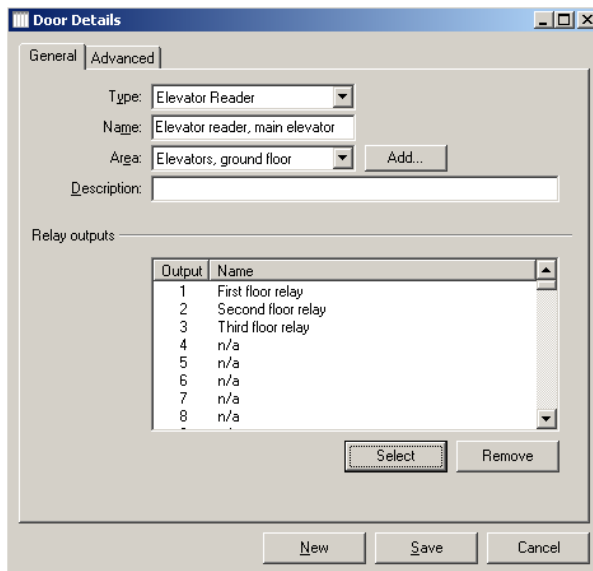 Door Details
General Advanced
Type: Elevator Reader
Name: Elevator reader, main elevator
Area: Elevators, ground floor Add...
Description:
Relay outputs
Output Name
1 First floor relay
2 Second floor relay
3 Third floor relay
4 n/a
5 n/a
6 n/a
7 n/a
8 n/a
Select Remove
New Save Cancel